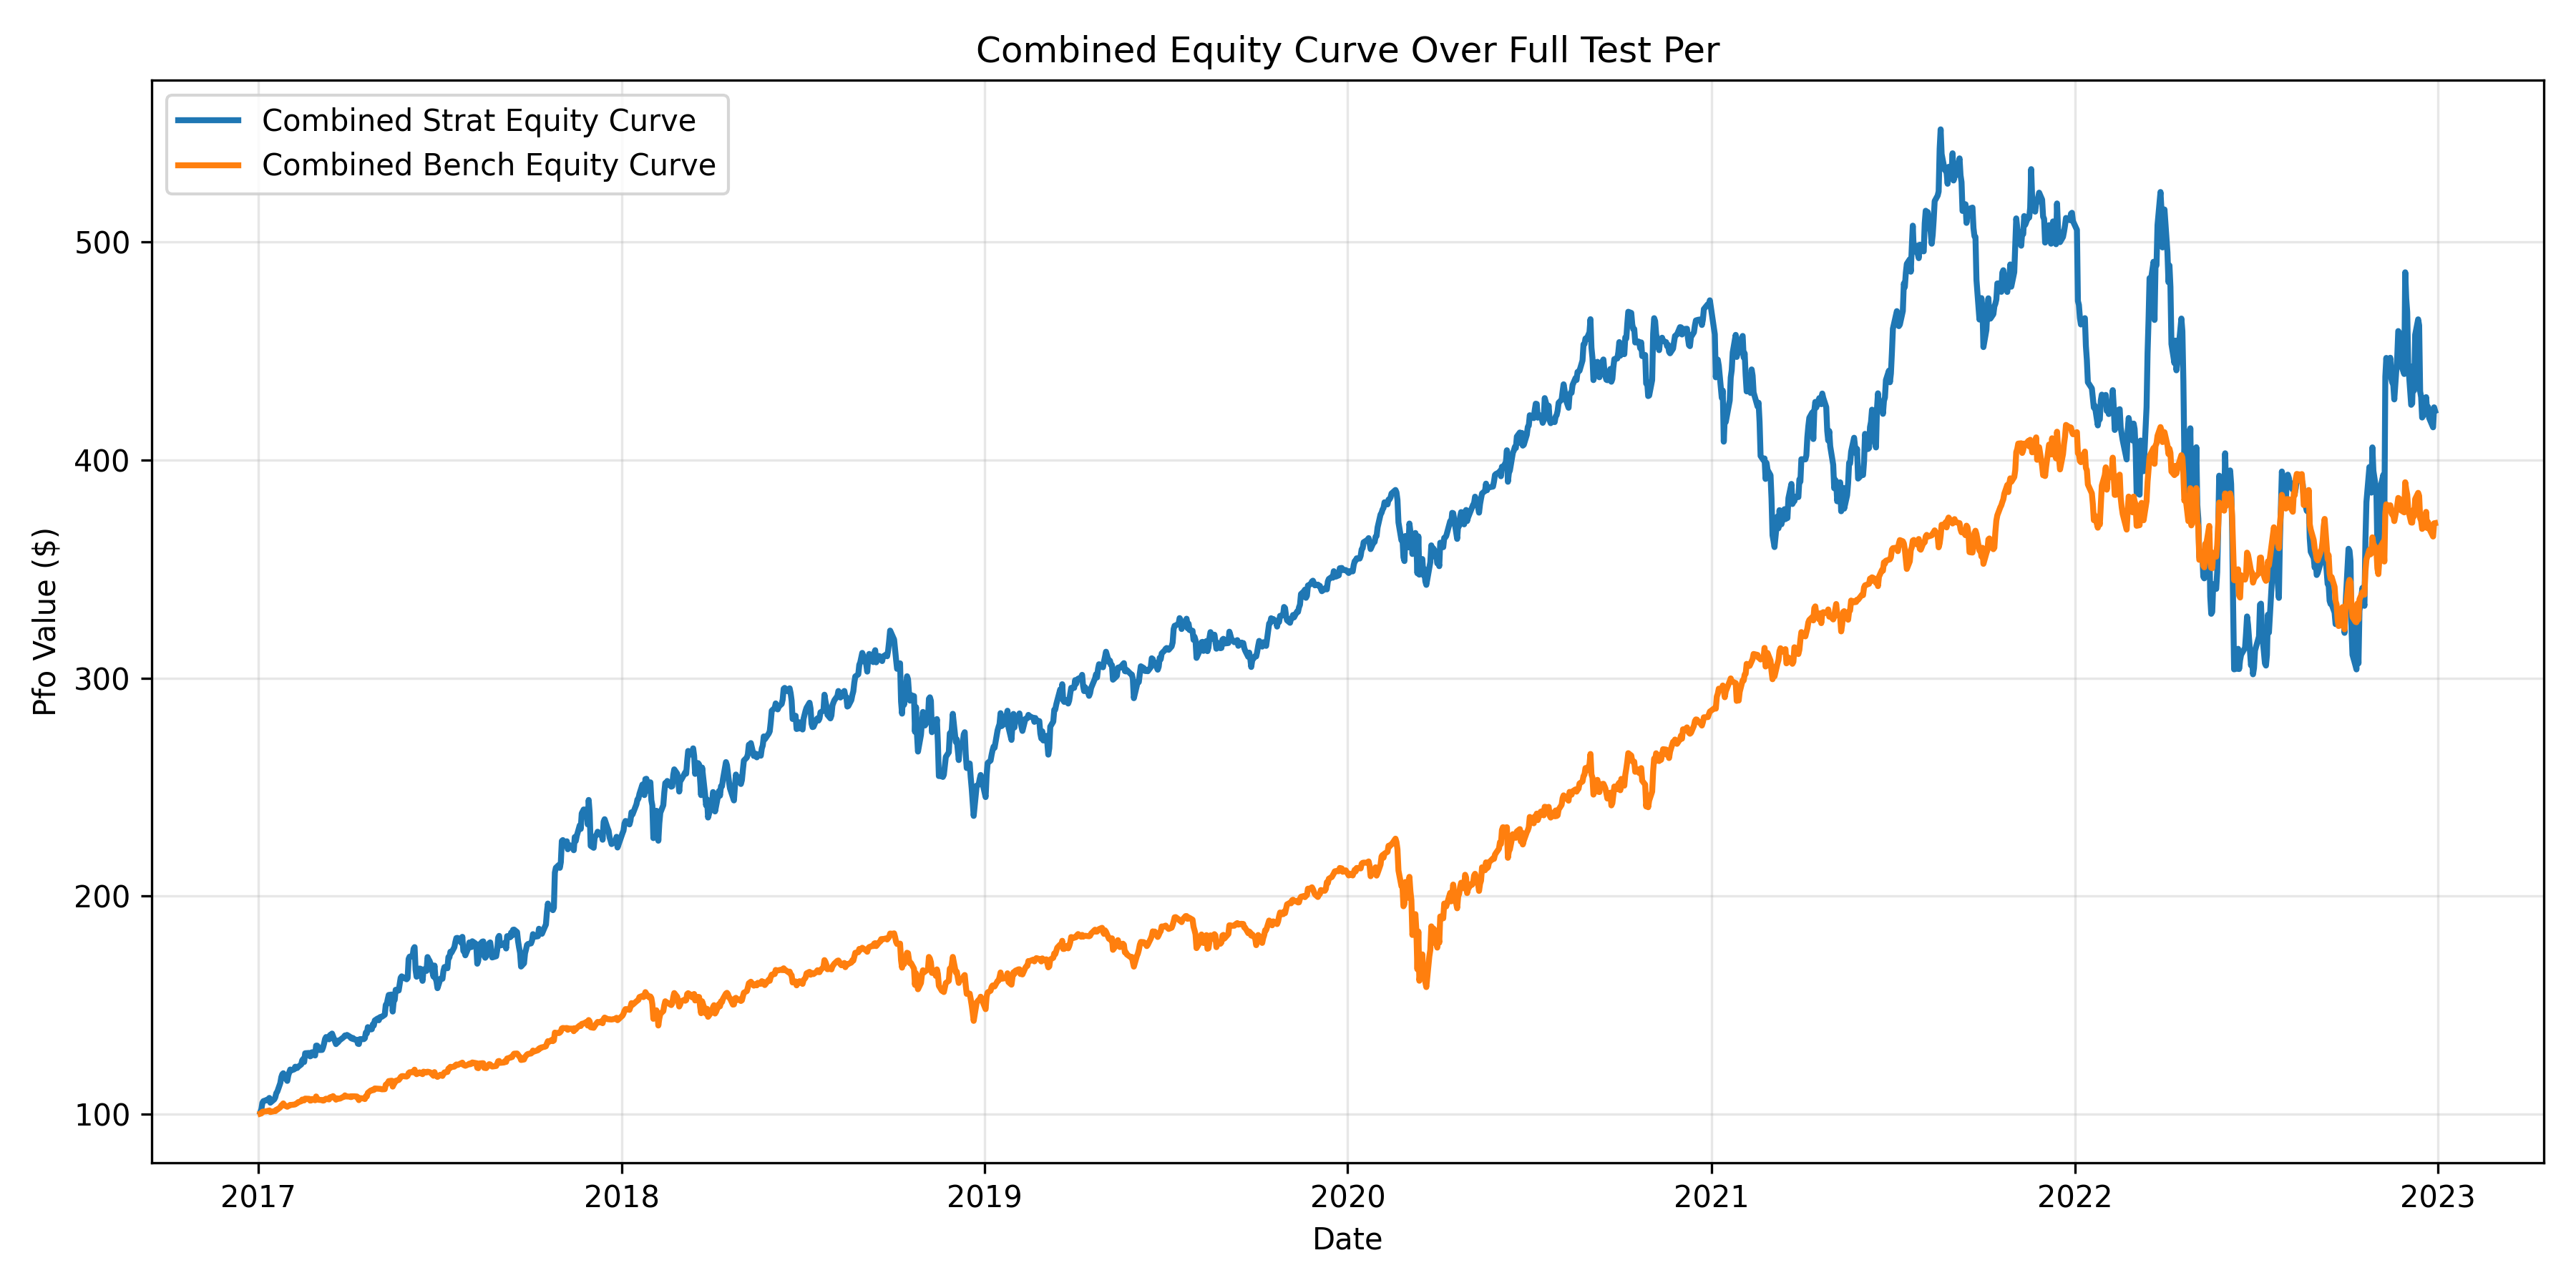 Combined Equity Curve Over Full Test Per
Combined Strat Equity Curve
Combined Bench Equity Curve
Pfo Value ($)
500
400
300
200
100
2017 2018 2019 2020 2021 2022 2023
Date